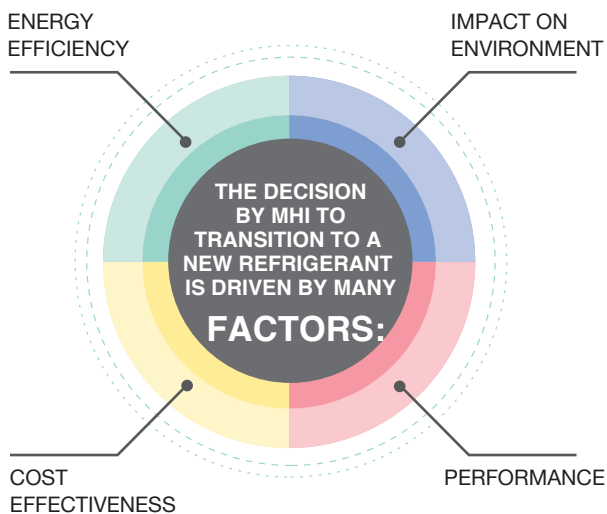 ENERGY
EFFICIENCY
IMPACT ON
ENVIRONMENT
THE DECISION
BY MHI TO
TRANSITION TO A
NEW REFRIGERANT
IS DRIVEN BY MANY
FACTORS:
COST
EFFECTIVENESS
PERFORMANCE